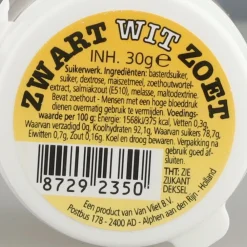 ZWART WIT ZOET
INH. 30g e
Suikerwerk. Ingrediënten: basterdsuiker,
suiker, dextrose, maiszetmeel, zoethoutwortel-
extract, salmiakzout (E510), melasse, maltodextrine.
Bevat zoethout - Mensen met een hoge bloeddruk
dienen overmatig gebruik te vermijden. Voedings-
waarde per 100 g: Energie 1568kJ/375 kcal, Vetten 0,3g.
Waarvan verzadigd 0g, Koolhydraten 92,1g, Waarvan suikers 78,7g,
Eiwitten 0,7g, Zout 0,16g. Koel en droog bewaren. Verpakking na
gebruik goed af-
sluiten.
THT: ZIE
ZIJKANT
DEKSEL
8729 2350
Een product van Van Vliet B.V.
Postbus 178 - 2400 AD - Alphen aan den Rijn - Holland